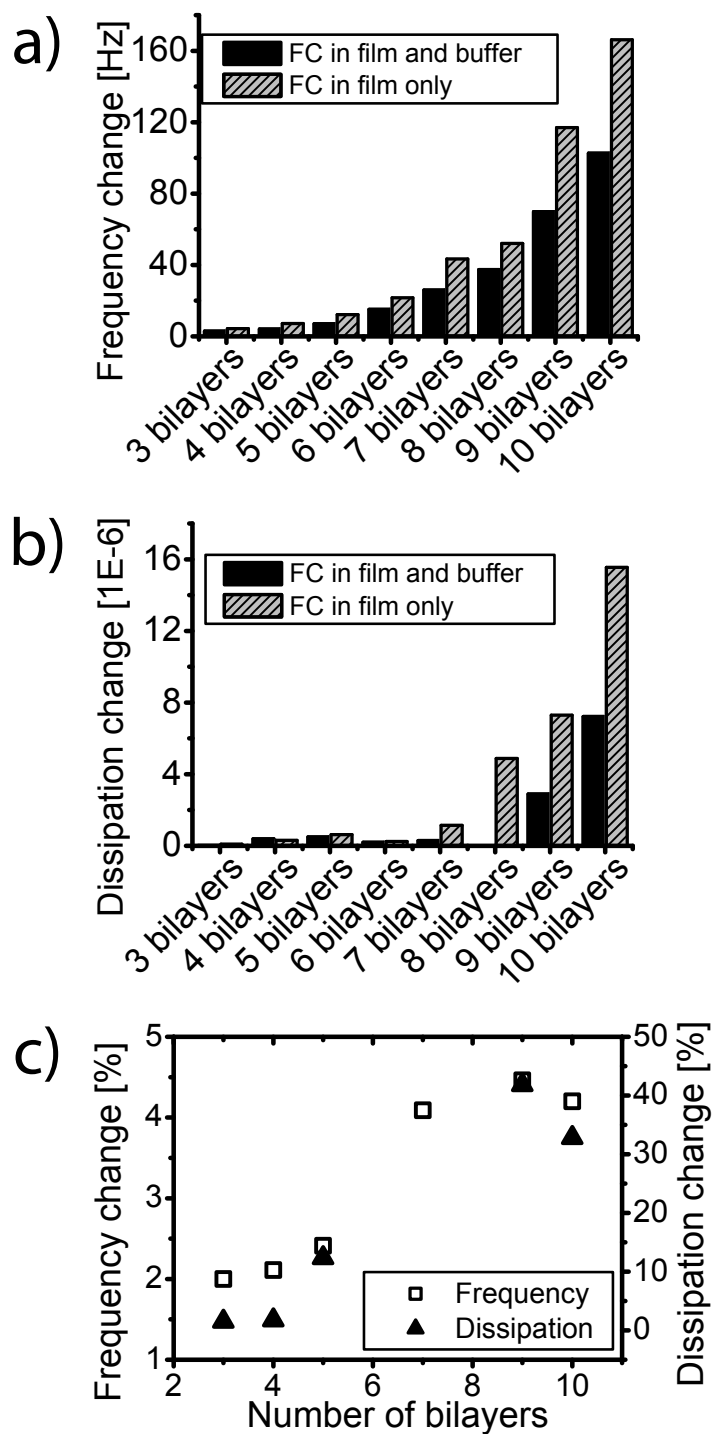 a)
Frequency change [Hz]
160
120
80
40
0
FC in film and buffer
FC in film only
3 bilayers
4 bilayers
5 bilayers
6 bilayers
7 bilayers
8 bilayers
9 bilayers
10 bilayers
b)
Dissipation change [1E-6]
16
12
8
4
0
FC in film and buffer
FC in film only
3 bilayers
4 bilayers
5 bilayers
6 bilayers
7 bilayers
8 bilayers
9 bilayers
10 bilayers
c)
Frequency change [%]
5
4
3
2
1
Dissipation change [%]
50
40
30
20
10
0
Frequency
Dissipation
2
4
6
8
10
Number of bilayers